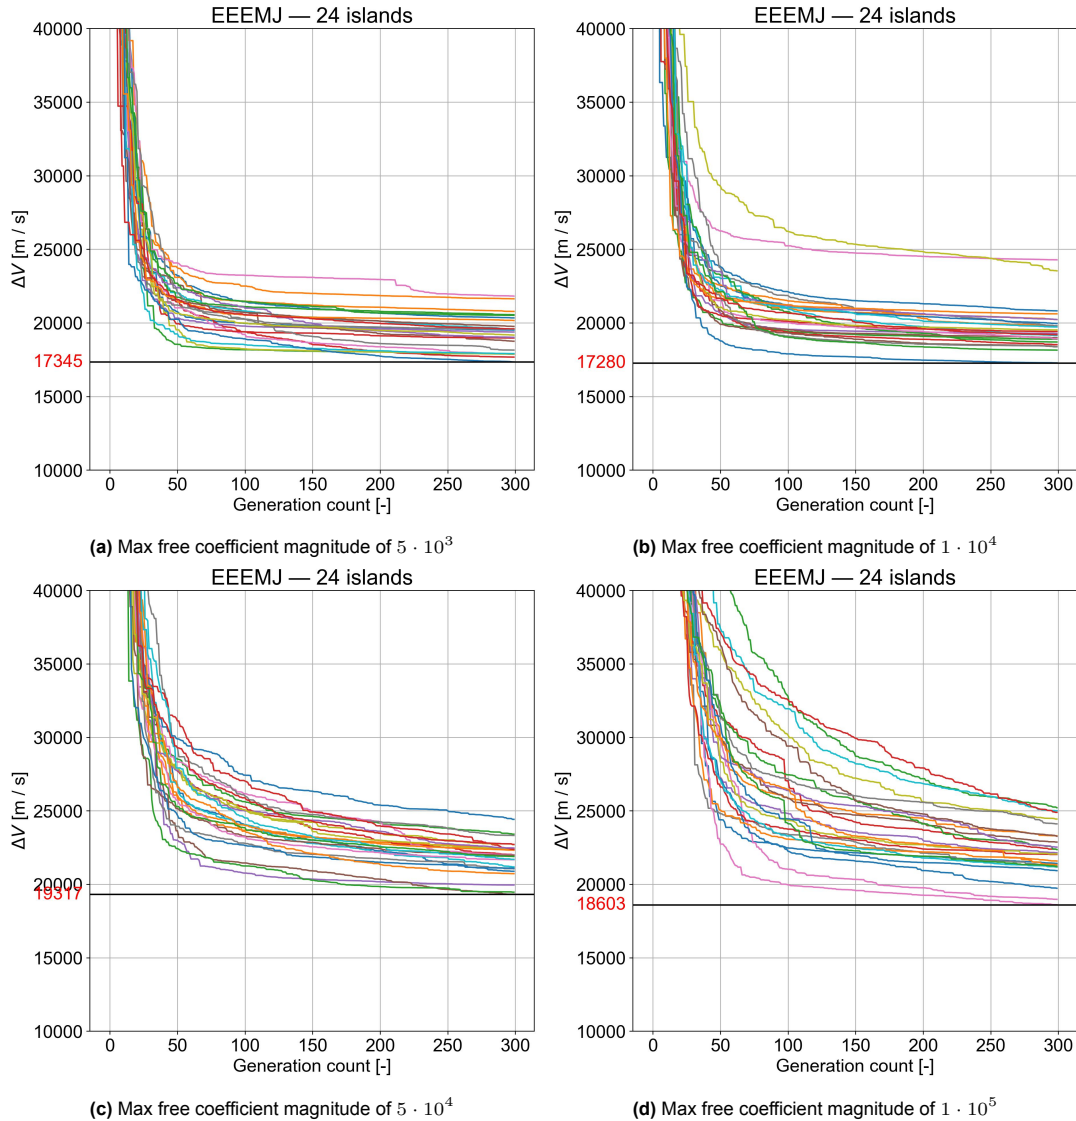 EEEMJ — 24 islands
40000
35000
30000
25000
20000
17345
15000
10000
ΔV [m / s]
0 50 100 150 200 250 300
Generation count [-]
(a) Max free coefficient magnitude of 5 · 10³
EEEMJ — 24 islands
40000
35000
30000
25000
20000
17280
15000
10000
ΔV [m / s]
0 50 100 150 200 250 300
Generation count [-]
(b) Max free coefficient magnitude of 1 · 10⁴
EEEMJ — 24 islands
40000
35000
30000
25000
20000
19317
15000
10000
ΔV [m / s]
0 50 100 150 200 250 300
Generation count [-]
(c) Max free coefficient magnitude of 5 · 10⁴
EEEMJ — 24 islands
40000
35000
30000
25000
20000
18603
15000
10000
ΔV [m / s]
0 50 100 150 200 250 300
Generation count [-]
(d) Max free coefficient magnitude of 1 · 10⁵